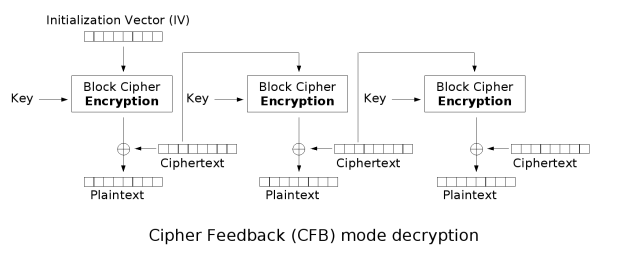 Initialization Vector (IV)
Key
Block Cipher
Encryption
Key
Block Cipher
Encryption
Key
Block Cipher
Encryption
Ciphertext
Ciphertext
Ciphertext
Plaintext
Plaintext
Plaintext
Cipher Feedback (CFB) mode decryption